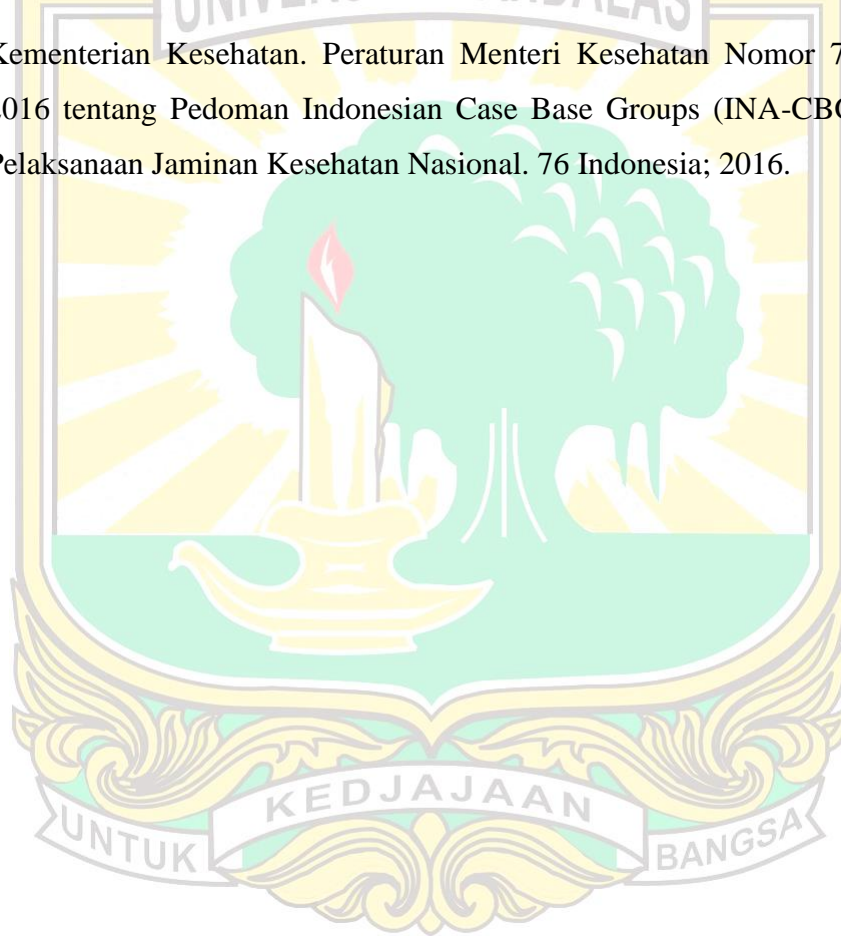 Kementerian Kesehatan. Peraturan Menteri Kesehatan Nomor 7
2016 tentang Pedoman Indonesian Case Base Groups (INA-CBG
Pelaksanaan Jaminan Kesehatan Nasional. 76 Indonesia; 2016.
UNTUK KEDJAJAAN BANGSA